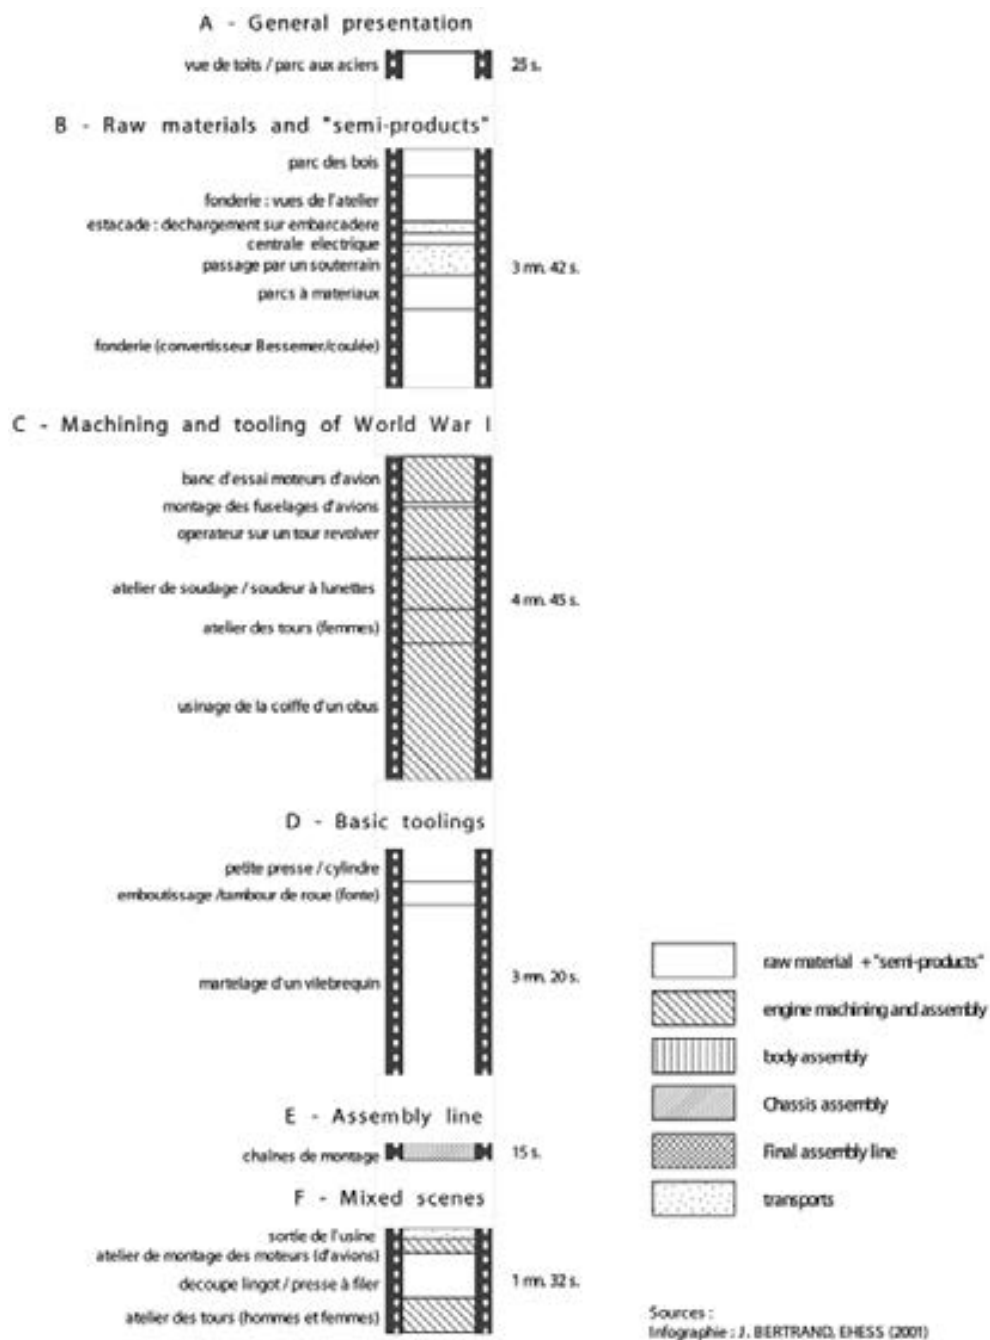 A - General presentation
vue de toits / parc aux aciers
25 s.
B - Raw materials and "semi-products"
parc des bois
fonderie : vues de l'atelier
estacade : dechargement sur embarcadere
centrale electrique
passage par un souterrain
3 mn. 42 s.
parcs à materiaux
fonderie (convertisseur Bessemer/coulée)
C - Machining and tooling of World War I
banc d'essai moteurs d'avion
montage des fuselages d'avions
operateur sur un tour revolver
atelier de soudage / soudeur à lunettes
4 mn. 45 s.
atelier des tours (femmes)
usinage de la coiffe d'un obus
D - Basic toolings
petite presse / cylindre
emboutissage /tambour de roue (fonte)
martelage d'un vilebrequin
3 mn. 20 s.
E - Assembly line
chaînes de montage
15 s.
F - Mixed scenes
sortie de l'usine
atelier de montage des moteurs (d'avions)
decoupe lingot / presse à filer
1 mn. 32 s.
atelier des tours (hommes et femmes)
raw material + "semi-products"
engine machining and assembly
body assembly
Chassis assembly
Final assembly line
transports
Sources :
Infographie : J. BERTRAND, EHESS (2001)